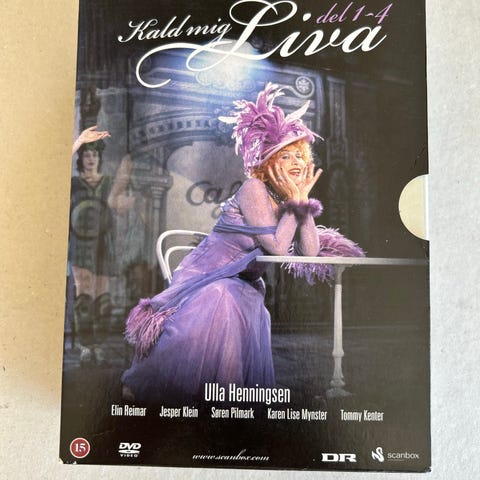 Kald mig Liva
del 1-4
Café
Ulla Henningsen
Elin Reimar Jesper Klein Søren Pilmark Karen Lise Mynster Tommy Kenter
15 DVD VIDEO www.scanbox.com DR scanbox